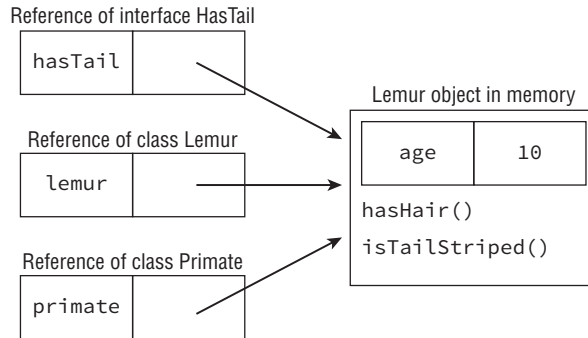 Reference of interface HasTail
hasTail
Reference of class Lemur
lemur
Reference of class Primate
primate
Lemur object in memory
age 10
hasHair()
isTailStriped()